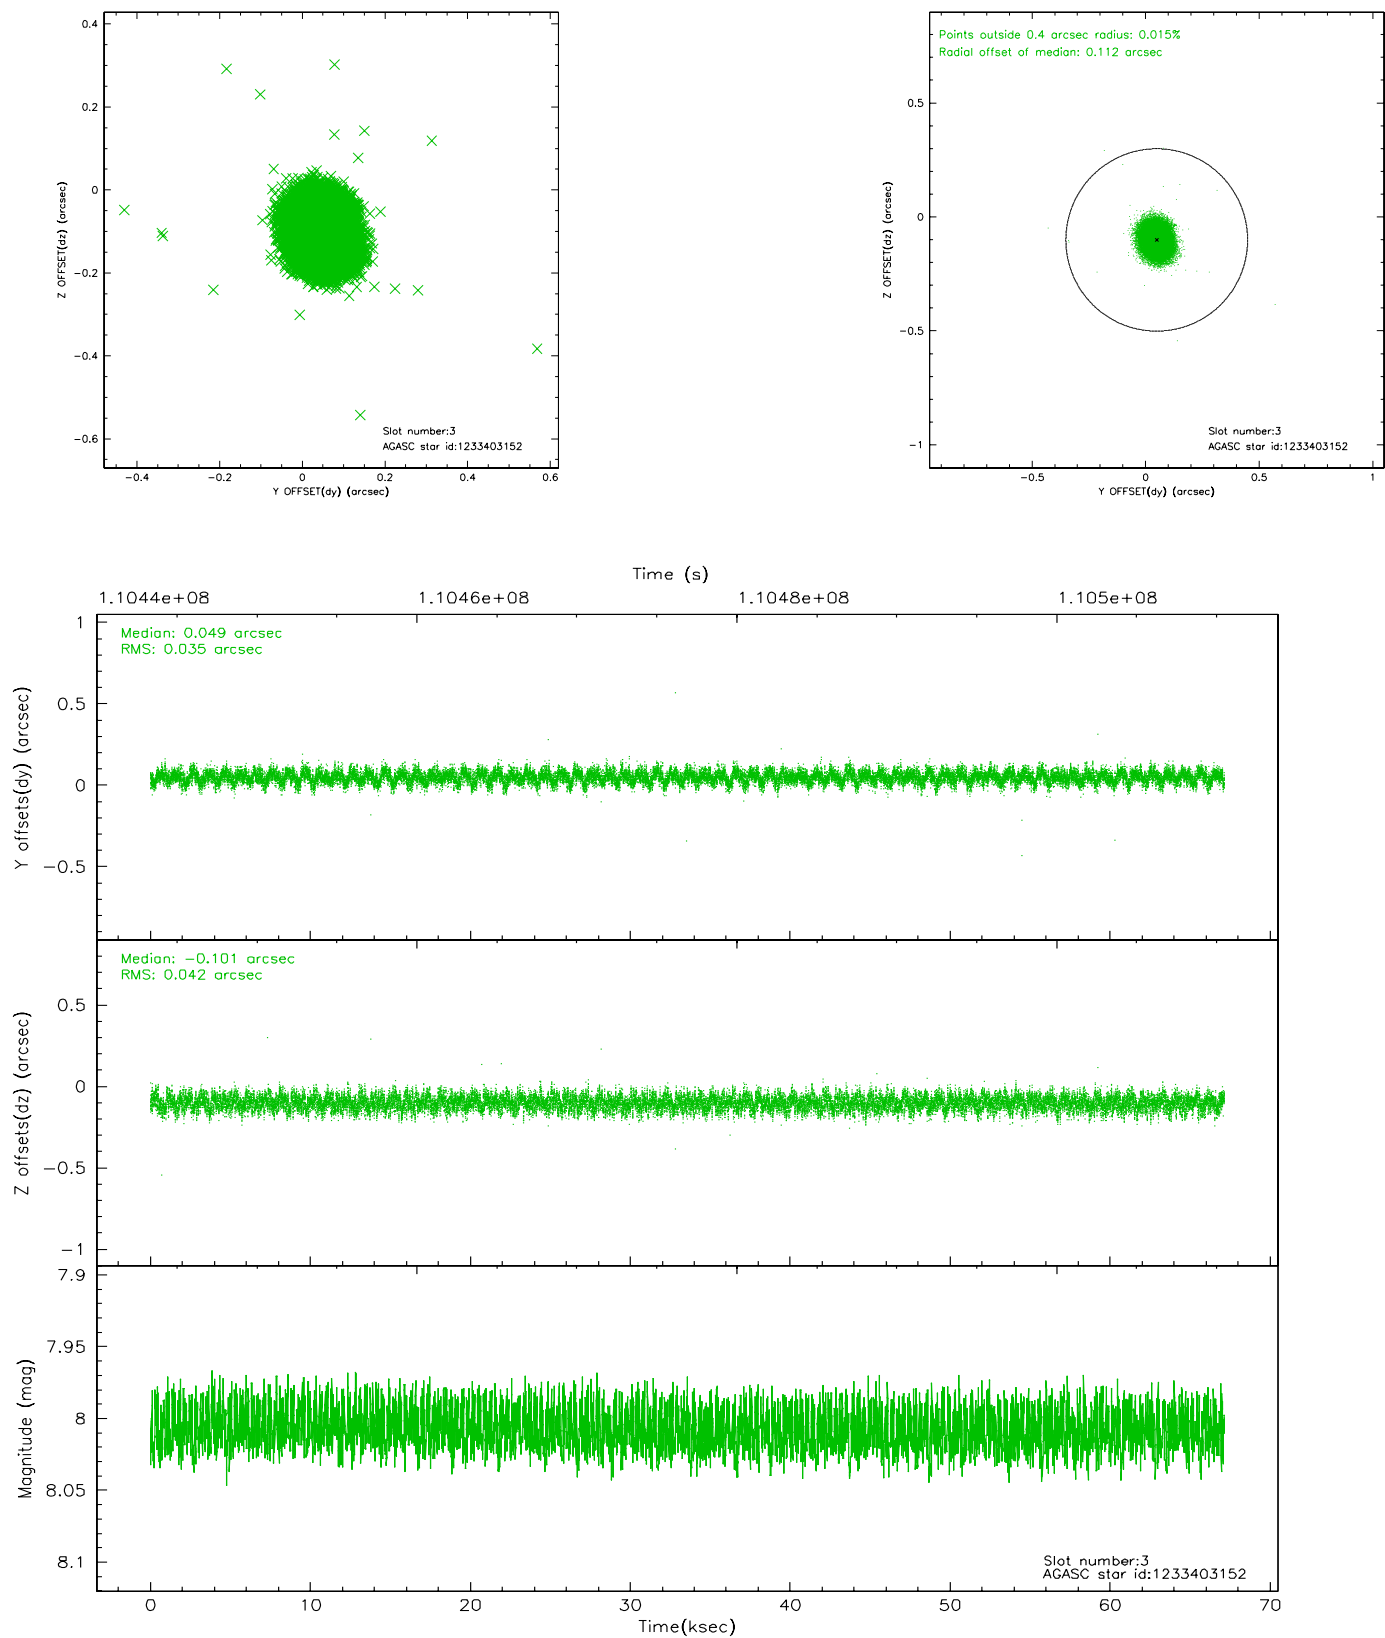 0.4
0.2
0
−0.2
−0.4
−0.6
Z OFFSET(dz) (arcsec)
−0.4 −0.2 0 0.2 0.4 0.6
Y OFFSET(dy) (arcsec)
Slot number:3
AGASC star id:1233403152
Points outside 0.4 arcsec radius: 0.015%
Radial offset of median: 0.112 arcsec
0.5
0
−0.5
−1
Z OFFSET(dz) (arcsec)
−0.5 0 0.5 1
Y OFFSET(dy) (arcsec)
Slot number:3
AGASC star id:1233403152
Time (s)
1.1044e+08 1.1046e+08 1.1048e+08 1.105e+08
Median: 0.049 arcsec
RMS: 0.035 arcsec
1
0.5
0
−0.5
Y offsets(dy) (arcsec)
Median: −0.101 arcsec
RMS: 0.042 arcsec
0.5
0
−0.5
−1
Z offsets(dz) (arcsec)
7.9
7.95
8
8.05
8.1
Magnitude (mag)
Slot number:3
AGASC star id:1233403152
0 10 20 30 40 50 60 70
Time(ksec)